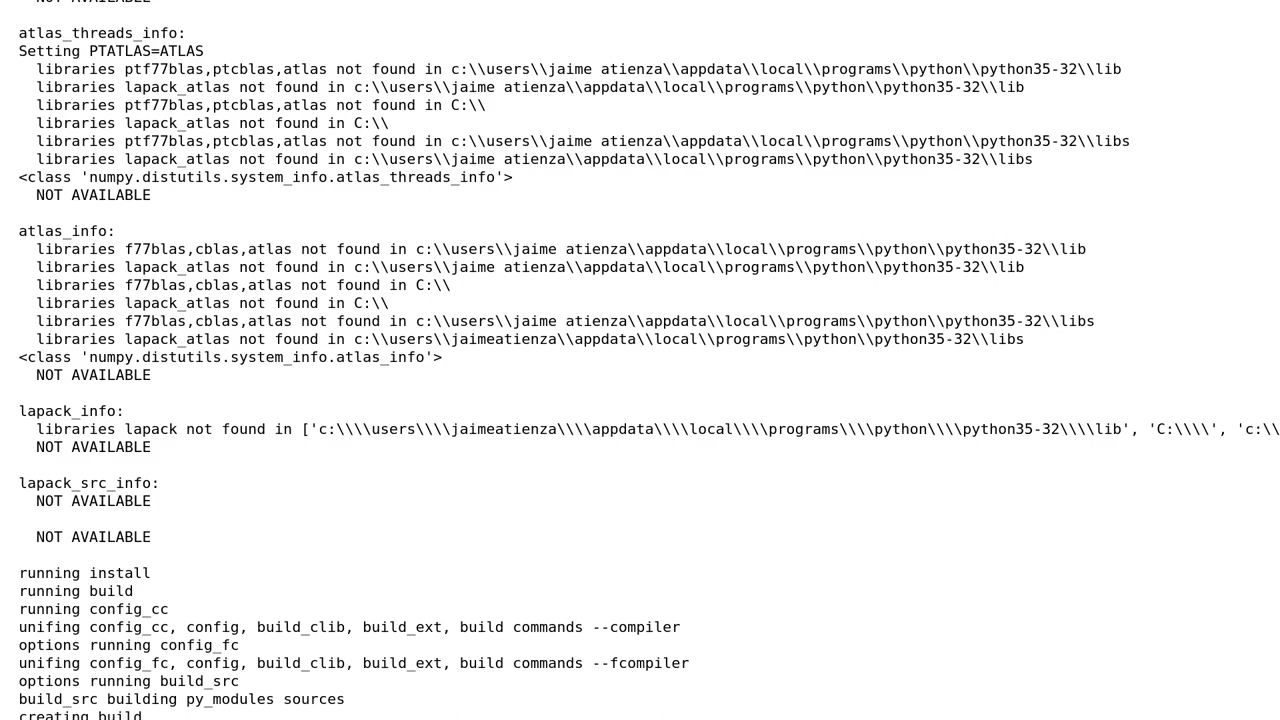 NOT AVAILABLE
atlas_threads_info:
Setting PTATLAS=ATLAS
libraries ptf77blas,ptcblas,atlas not found in c:\\users\\jaime atienza\\appdata\\local\\programs\\python\\python35-32\\lib
libraries lapack_atlas not found in c:\\users\\jaime atienza\\appdata\\local\\programs\\python\\python35-32\\lib
libraries ptf77blas,ptcblas,atlas not found in C:\\
libraries lapack_atlas not found in C:\\
libraries ptf77blas,ptcblas,atlas not found in c:\\users\\jaime atienza\\appdata\\local\\programs\\python\\python35-32\\libs
libraries lapack_atlas not found in c:\\users\\jaime atienza\\appdata\\local\\programs\\python\\python35-32\\libs
<class 'numpy.distutils.system_info.atlas_threads_info'>
NOT AVAILABLE
atlas_info:
libraries f77blas,cblas,atlas not found in c:\\users\\jaime atienza\\appdata\\local\\programs\\python\\python35-32\\lib
libraries lapack_atlas not found in c:\\users\\jaime atienza\\appdata\\local\\programs\\python\\python35-32\\lib
libraries f77blas,cblas,atlas not found in C:\\
libraries lapack_atlas not found in C:\\
libraries f77blas,cblas,atlas not found in c:\\users\\jaime atienza\\appdata\\local\\programs\\python\\python35-32\\libs
libraries lapack_atlas not found in c:\\users\\jaimeatienza\\appdata\\local\\programs\\python\\python35-32\\libs
<class 'numpy.distutils.system_info.atlas_info'>
NOT AVAILABLE
lapack_info:
libraries lapack not found in ['c:\\\\users\\\\jaimeatienza\\\\appdata\\\\local\\\\programs\\\\python\\\\python35-32\\\\lib', 'C:\\\\', 'c:\\
NOT AVAILABLE
lapack_src_info:
NOT AVAILABLE
NOT AVAILABLE
running install
running build
running config_cc
unifing config_cc, config, build_clib, build_ext, build commands --compiler
options running config_fc
unifing config_fc, config, build_clib, build_ext, build commands --fcompiler
options running build_src
build_src building py_modules sources
creating build